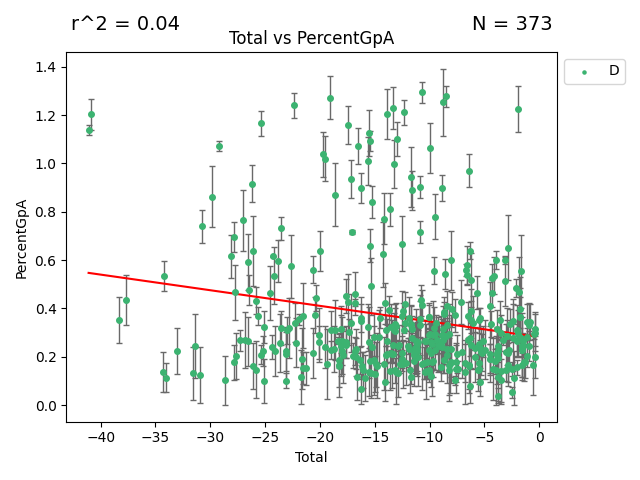 r^2 = 0.04
N = 373
Total vs PercentGpA
D
1.4
1.2
1.0
0.8
0.6
0.4
0.2
0.0
PercentGpA
−40 −35 −30 −25 −20 −15 −10 −5 0
Total